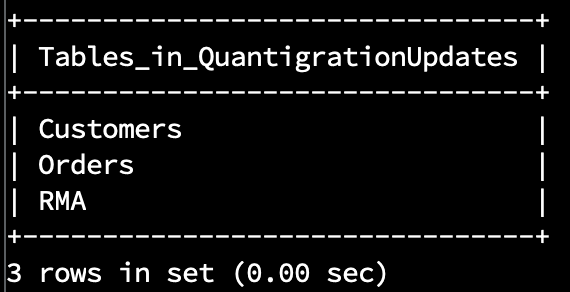 +--------------------------------+
| Tables_in_QuantigrationUpdates |
+--------------------------------+
| Customers                      |
| Orders                         |
| RMA                            |
+--------------------------------+
3 rows in set (0.00 sec)